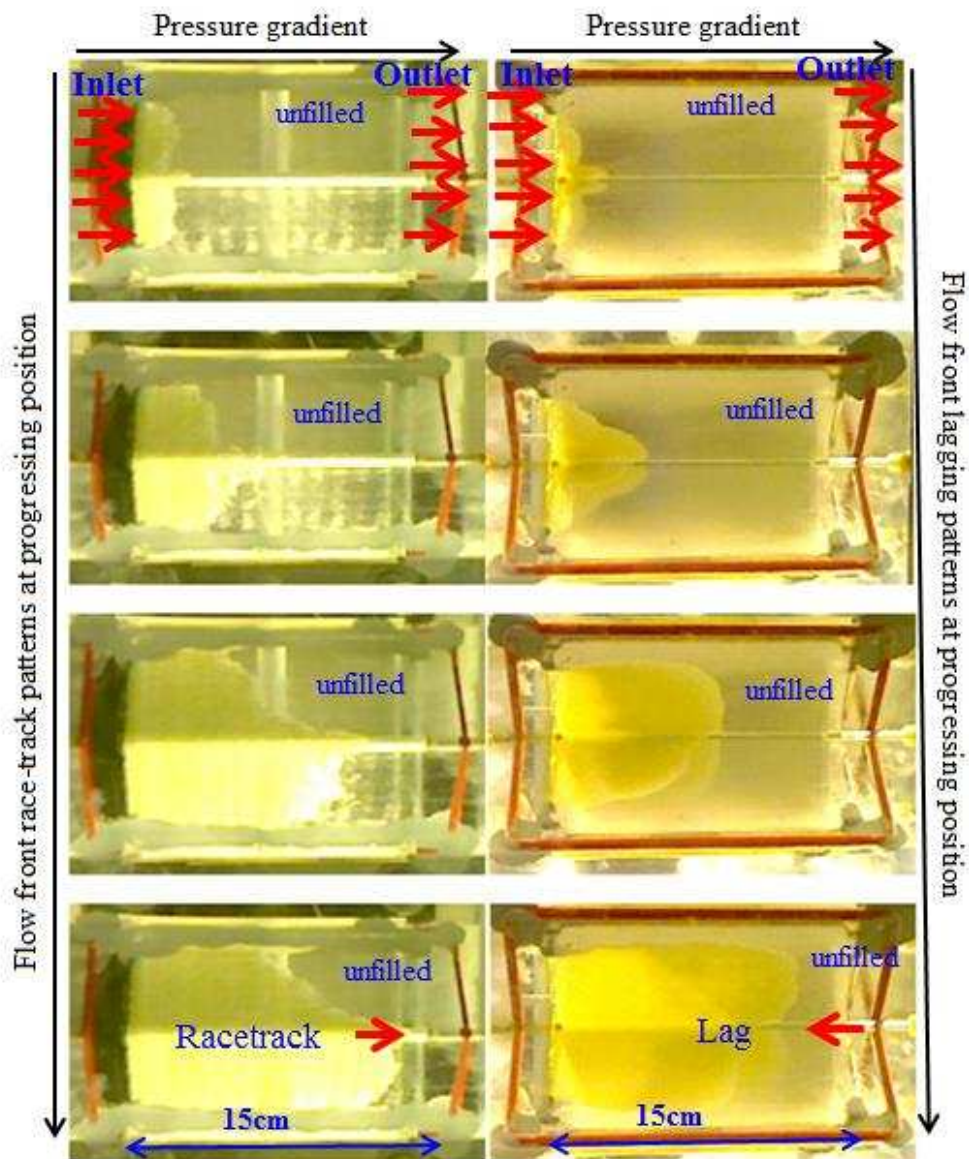 Pressure gradient
Pressure gradient
Inlet
Outlet
Inlet
Outlet
unfilled
unfilled
unfilled
unfilled
unfilled
unfilled
unfilled
unfilled
Racetrack
Lag
15cm
15cm
Flow front race-track patterns at progressing position
Flow front lagging patterns at progressing position